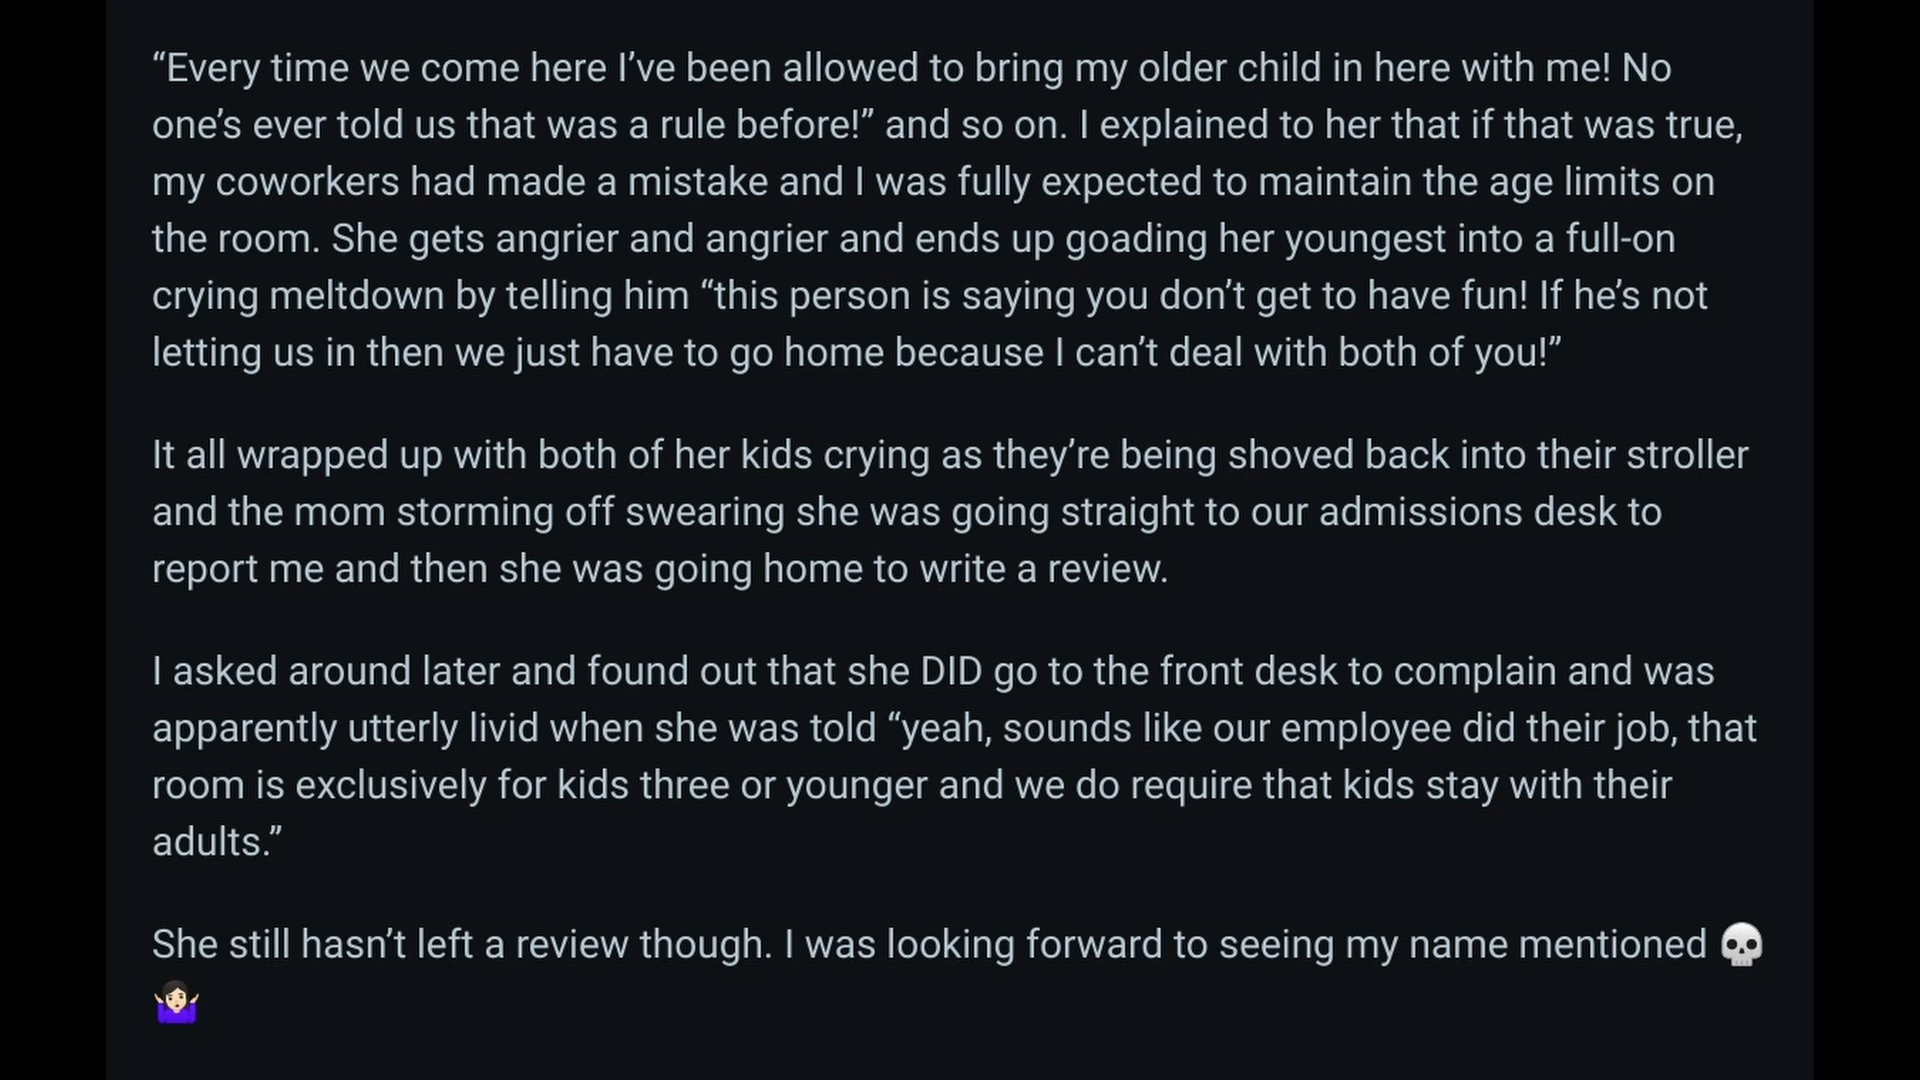 “Every time we come here I’ve been allowed to bring my older child in here with me! No
one’s ever told us that was a rule before!” and so on. I explained to her that if that was true,
my coworkers had made a mistake and I was fully expected to maintain the age limits on
the room. She gets angrier and angrier and ends up goading her youngest into a full-on
crying meltdown by telling him “this person is saying you don’t get to have fun! If he’s not
letting us in then we just have to go home because I can’t deal with both of you!”
It all wrapped up with both of her kids crying as they’re being shoved back into their stroller
and the mom storming off swearing she was going straight to our admissions desk to
report me and then she was going home to write a review.
I asked around later and found out that she DID go to the front desk to complain and was
apparently utterly livid when she was told “yeah, sounds like our employee did their job, that
room is exclusively for kids three or younger and we do require that kids stay with their
adults.”
She still hasn’t left a review though. I was looking forward to seeing my name mentioned 💀
🤷🏻‍♀️